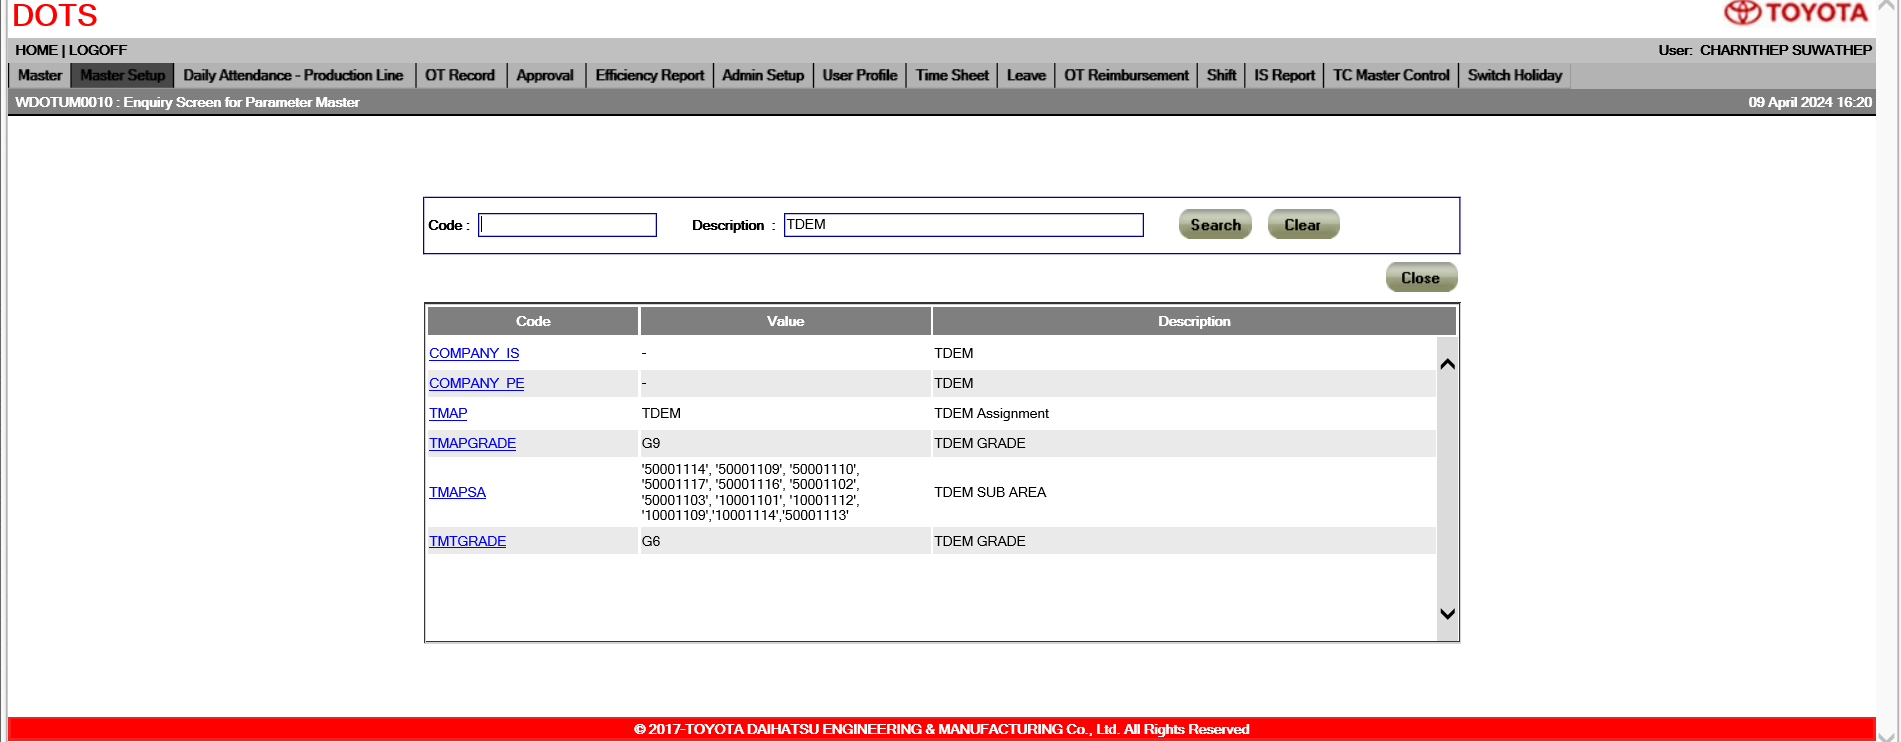 DOTS
TOYOTA
HOME | LOGOFF
User: CHARNTHEP SUWATHEP
Master Master Setup Daily Attendance - Production Line OT Record Approval Efficiency Report Admin Setup User Profile Time Sheet Leave OT Reimbursement Shift IS Report TC Master Control Switch Holiday
WDOTUM0010 : Enquiry Screen for Parameter Master
09 April 2024 16:20
Code : Description : TDEM Search Clear
Close
Code Value Description
COMPANY_IS - TDEM
COMPANY_PE - TDEM
TMAP TDEM TDEM Assignment
TMAPGRADE G9 TDEM GRADE
TMAPSA
'50001114', '50001109', '50001110',
'50001117', '50001116', '50001102',
'50001103', '10001101', '10001112',
'10001109','10001114','50001113'
TDEM SUB AREA
TMTGRADE G6 TDEM GRADE
© 2017-TOYOTA DAIHATSU ENGINEERING & MANUFACTURING Co., Ltd. All Rights Reserved